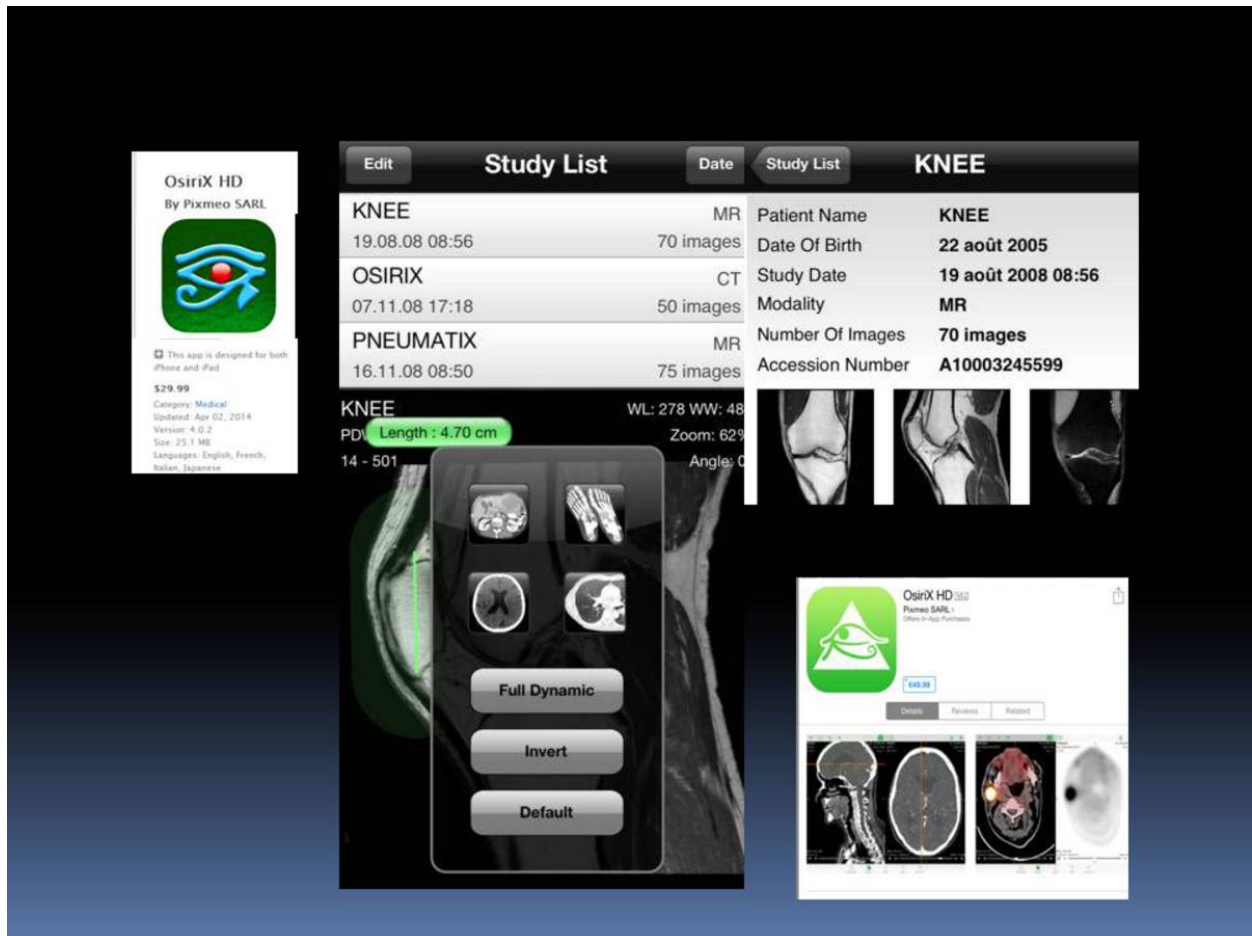 OsiriX HD
By Pixmeo SARL
This app is designed for both
iPhone and iPad
$29.99
Category: Medical
Updated: Apr 02, 2014
Version: 4.0.2
Size: 25.1 MB
Languages: English, French,
Italian, Japanese
Edit Study List Date
KNEE MR
19.08.08 08:56 70 images
OSIRIX CT
07.11.08 17:18 50 images
PNEUMATIX MR
16.11.08 08:50 75 images
Study List KNEE
Patient Name KNEE
Date Of Birth 22 août 2005
Study Date 19 août 2008 08:56
Modality MR
Number Of Images 70 images
Accession Number A10003245599
KNEE WL: 278 WW: 48
Length : 4.70 cm Zoom: 62%
14 - 501 Angle: 0
Full Dynamic
Invert
Default
OsiriX HD
Pixmeo SARL
Offers In-App Purchases
€49.99
Details Reviews Related